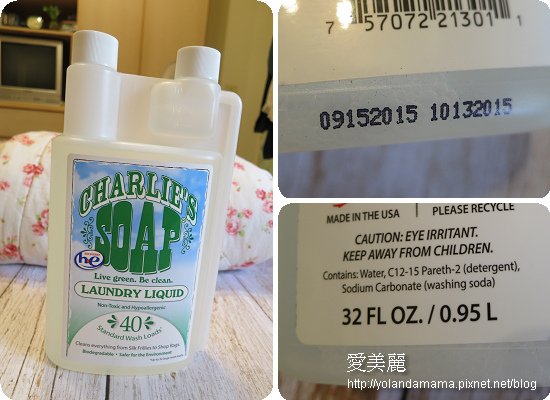 CHARLIE'S
SOAP
he
Live green. Be clean.
LAUNDRY LIQUID
Non-Toxic and Hypoallergenic
40
Standard Wash Loads*
Cleans everything from Silk Frillies to Shop Rags.
Biodegradable • Safer for the Environment
7 57072 21301 1
09152015 10132015
MADE IN THE USA
PLEASE RECYCLE
CAUTION: EYE IRRITANT.
KEEP AWAY FROM CHILDREN.
Contains: Water, C12-15 Pareth-2 (detergent),
Sodium Carbonate (washing soda)
32 FL OZ. / 0.95 L
愛美麗
http://yolandamama.pixnet.net/blog